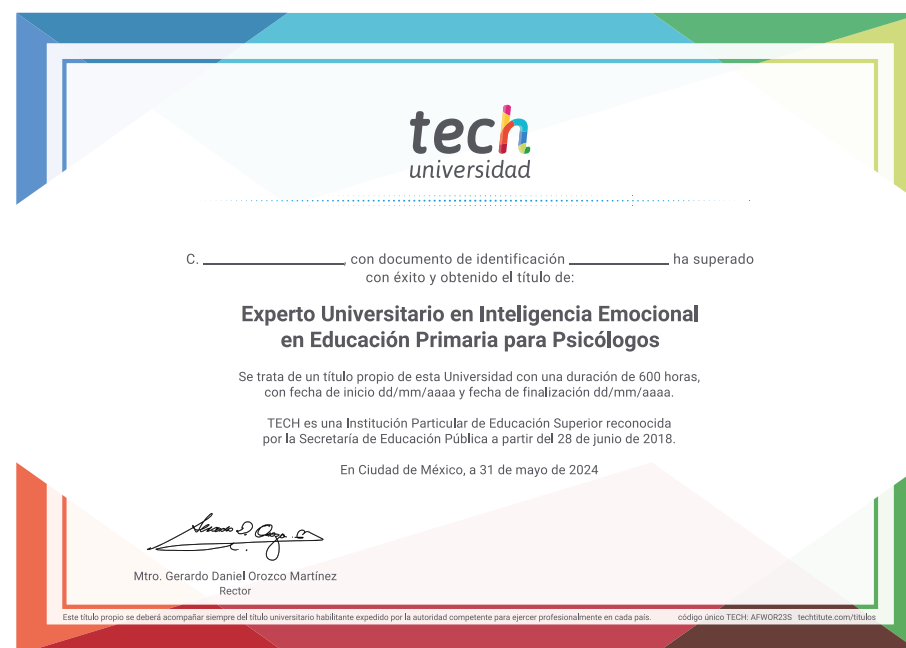 tech
universidad
C. ____________, con documento de identificación ____________ ha superado
con éxito y obtenido el título de:
Experto Universitario en Inteligencia Emocional
en Educación Primaria para Psicólogos
Se trata de un título propio de esta Universidad con una duración de 600 horas,
con fecha de inicio dd/mm/aaaa y fecha de finalización dd/mm/aaaa.
TECH es una Institución Particular de Educación Superior reconocida
por la Secretaría de Educación Pública a partir del 28 de junio de 2018.
En Ciudad de México, a 31 de mayo de 2024
Mtro. Gerardo Daniel Orozco Martínez
Rector
Este título propio se deberá acompañar siempre del título universitario habilitante expedido por la autoridad competente para ejercer profesionalmente en cada país. código único TECH: AFWOR23S techtitute.com/titulos